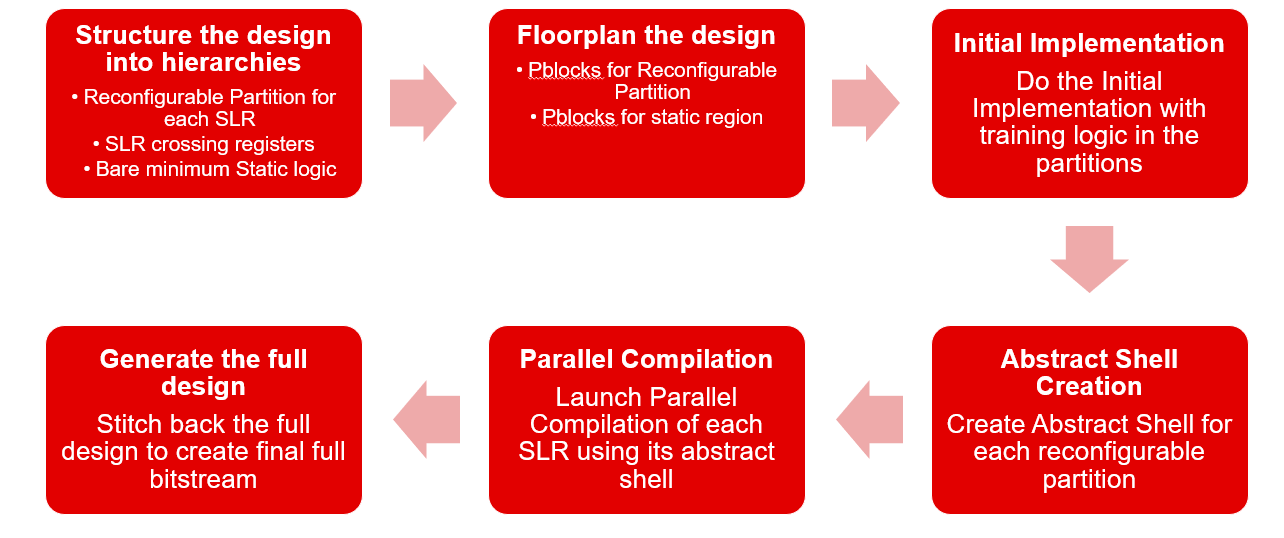 Structure the design
into hierarchies
• Reconfigurable Partition for
each SLR
• SLR crossing registers
• Bare minimum Static logic
Floorplan the design
• Pblocks for Reconfigurable
Partition
• Pblocks for static region
Initial Implementation
Do the Initial
Implementation with
training logic in the
partitions
Abstract Shell
Creation
Create Abstract Shell for
each reconfigurable
partition
Parallel Compilation
Launch Parallel
Compilation of each
SLR using its abstract
shell
Generate the full
design
Stitch back the full
design to create final full
bitstream